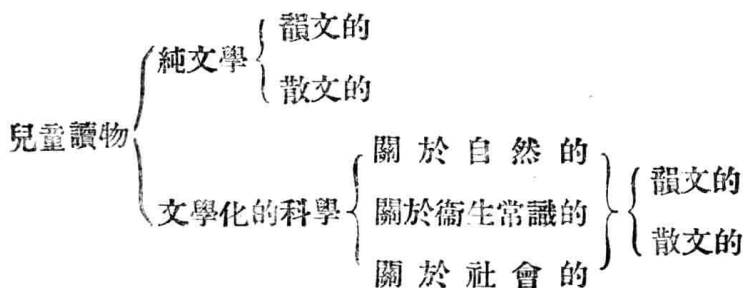 兒童讀物
純文學
韻文的
散文的
文學化的科學
關於自然的
關於衞生常識的
關於社會的
韻文的
散文的